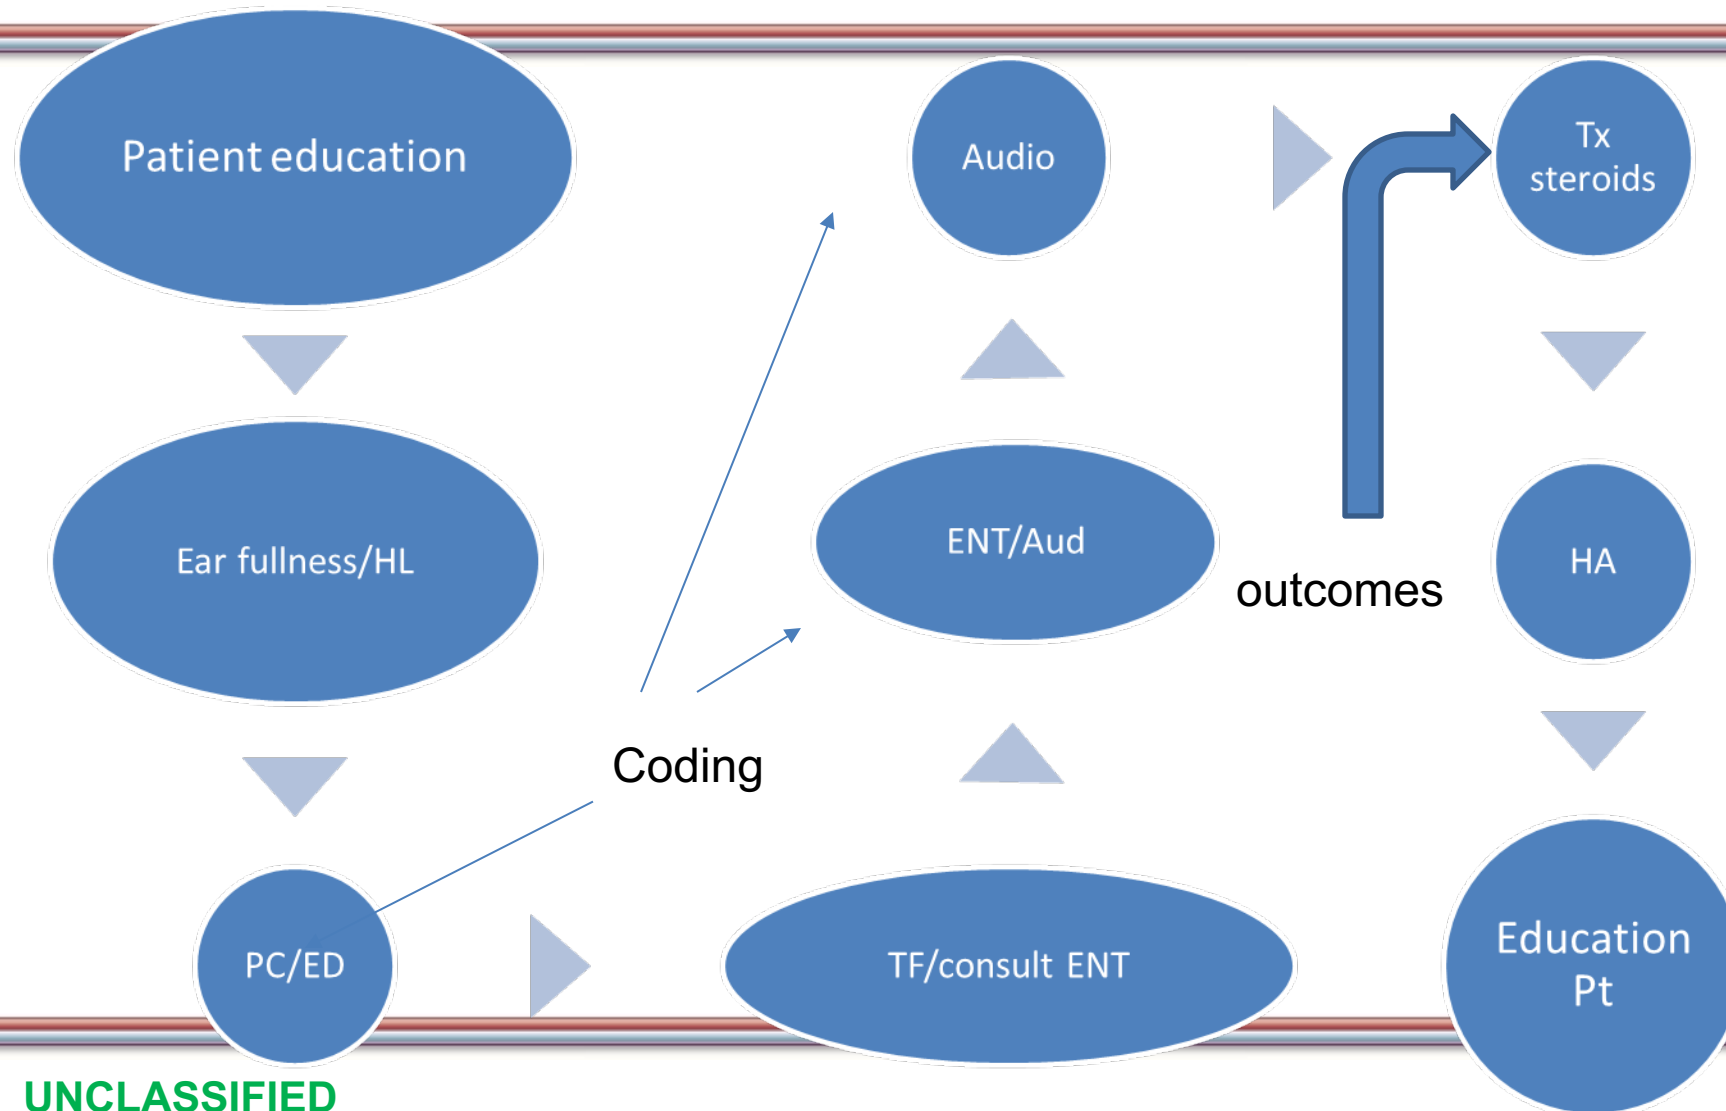 Patient education
Ear fullness/HL
PC/ED
Coding
TF/consult ENT
ENT/Aud
Audio
outcomes
Tx
steroids
HA
Education
Pt
UNCLASSIFIED